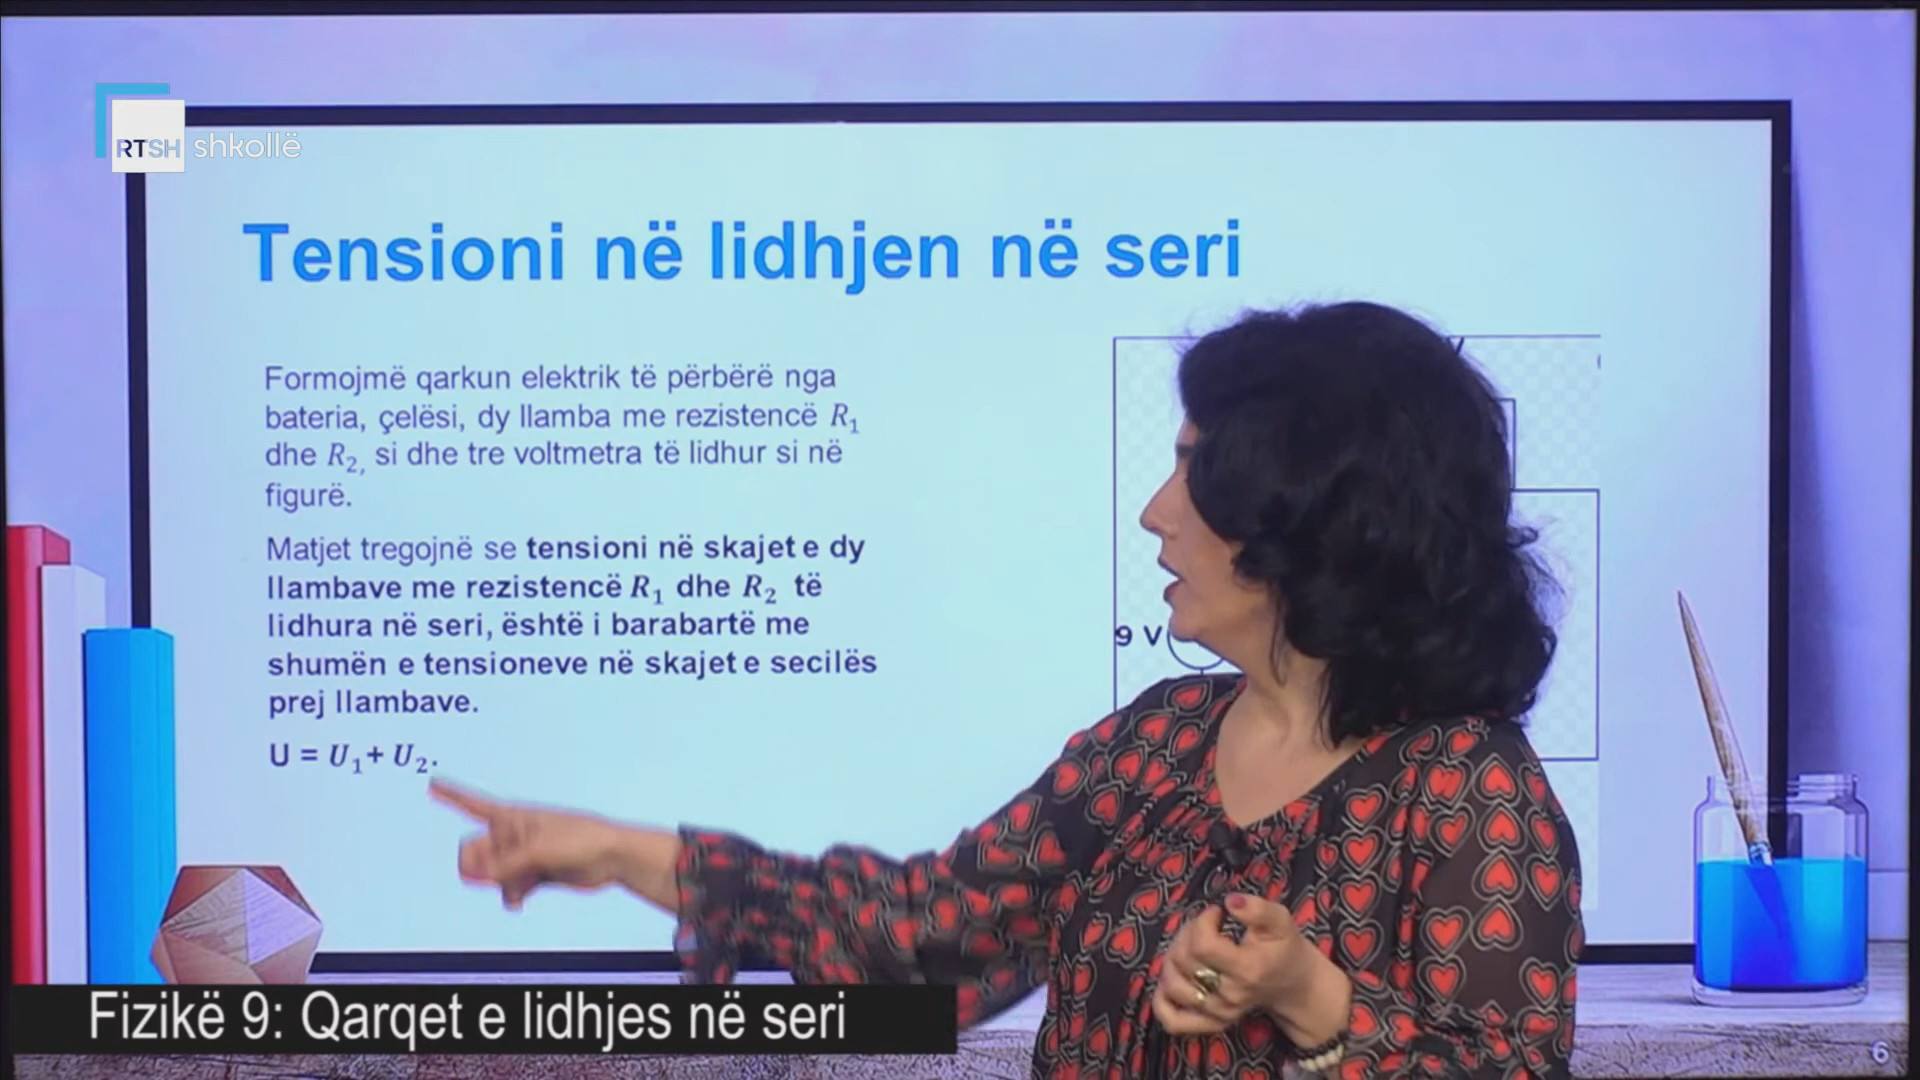 RTSH shkollë
Tensioni në lidhjen në seri
Formojmë qarkun elektrik të përbërë nga
bateria, çelësi, dy llamba me rezistencë R₁
dhe R₂, si dhe tre voltmetra të lidhur si në
figurë.
Matjet tregojnë se tensioni në skajet e dy
llambave me rezistencë R₁ dhe R₂ të
lidhura në seri, është i barabartë me
shumën e tensioneve në skajet e secilës
prej llambave.
U = U₁+ U₂.
9 V
Fizikë 9: Qarqet e lidhjes në seri
6